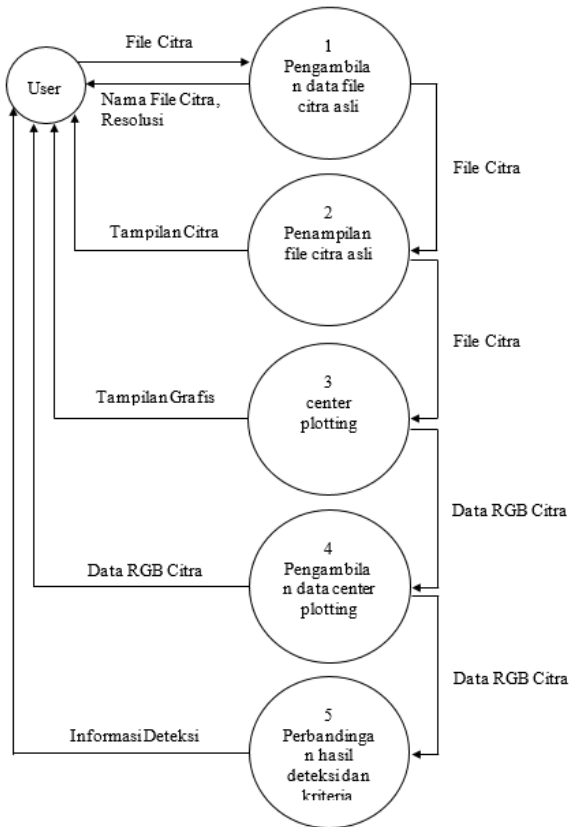 File Citra
User
Nama File Citra,
Resolusi
1
Pengambila
n data file
citra asli
File Citra
2
Penampilan
file citra asli
Tampilan Citra
File Citra
3
center
plotting
Tampilan Grafis
Data RGB Citra
4
Pengambila
n data center
plotting
Data RGB Citra
Data RGB Citra
5
Perbandinga
n hasil
deteksi dan
kriteria
Informasi Deteksi